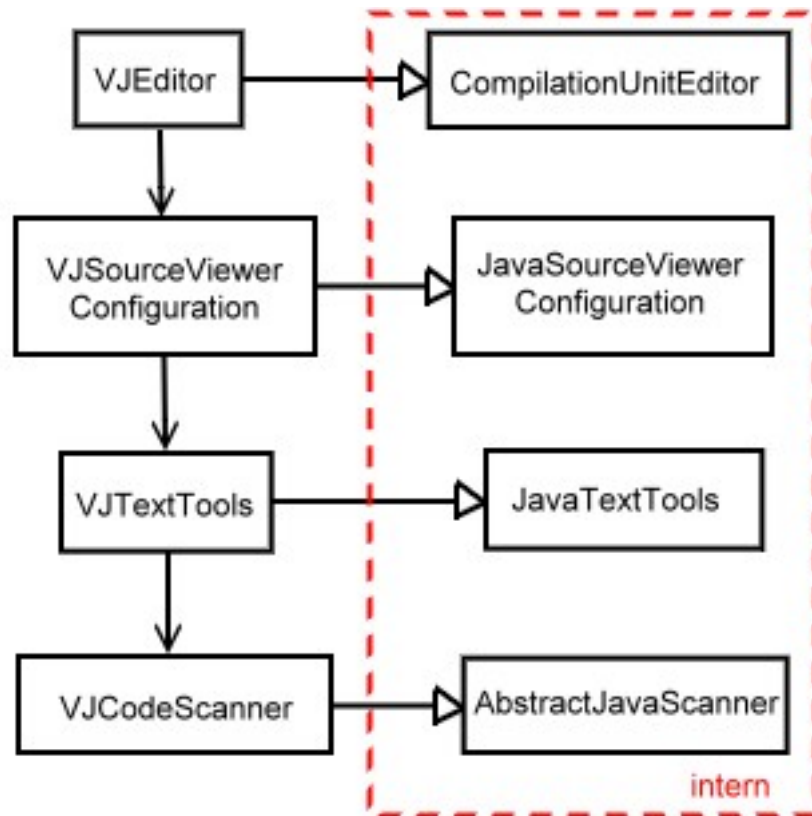 VJEditor
CompilationUnitEditor
VJSourceViewer
Configuration
JavaSourceViewer
Configuration
VJTextTools
JavaTextTools
VJCodeScanner
AbstractJavaScanner
intern